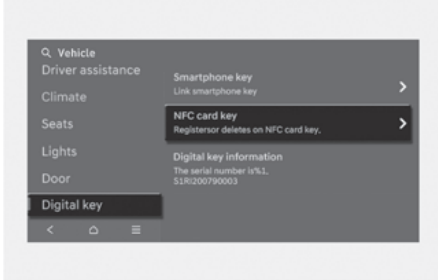 Vehicle
Driver assistance
Climate
Seats
Lights
Door
Digital key
Smartphone key
Link smartphone key
NFC card key
Registersor deletes on NFC card key.
Digital key information
The serial number is%1.
S1RI200790003